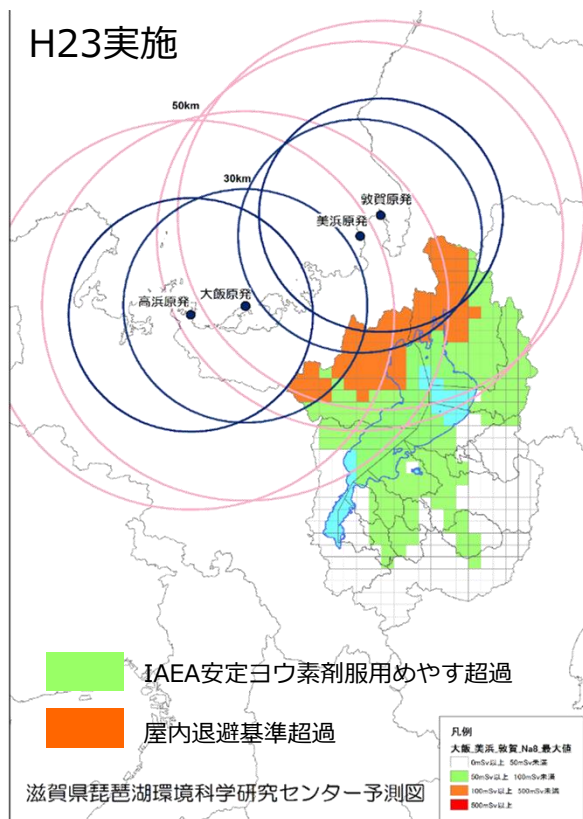 H23実施
50km
30km
敦賀原発
美浜原発
大飯原発
高浜原発
IAEA安定ヨウ素剤服用めやす超過
屋内退避基準超過
滋賀県琵琶湖環境科学研究センター予測図
凡例
大飯_美浜_敦賀_Na8_最大値
0mSv以上 50mSv未満
50mSv以上 100mSv未満
100mSv以上 500mSv未満
500mSv以上